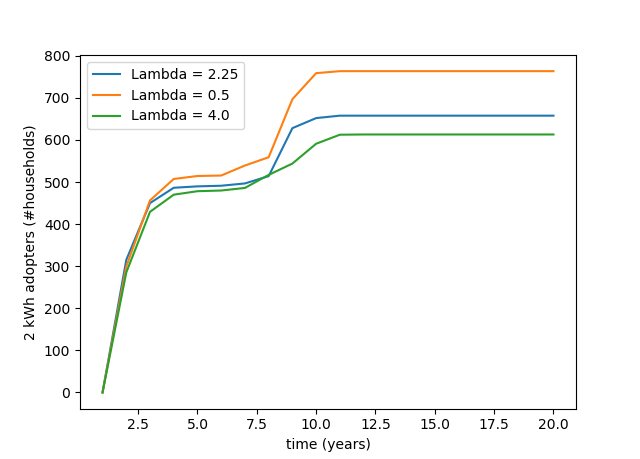 800
700
600
500
400
300
200
100
0
2 kWh adopters (#households)
Lambda = 2.25
Lambda = 0.5
Lambda = 4.0
2.5 5.0 7.5 10.0 12.5 15.0 17.5 20.0
time (years)